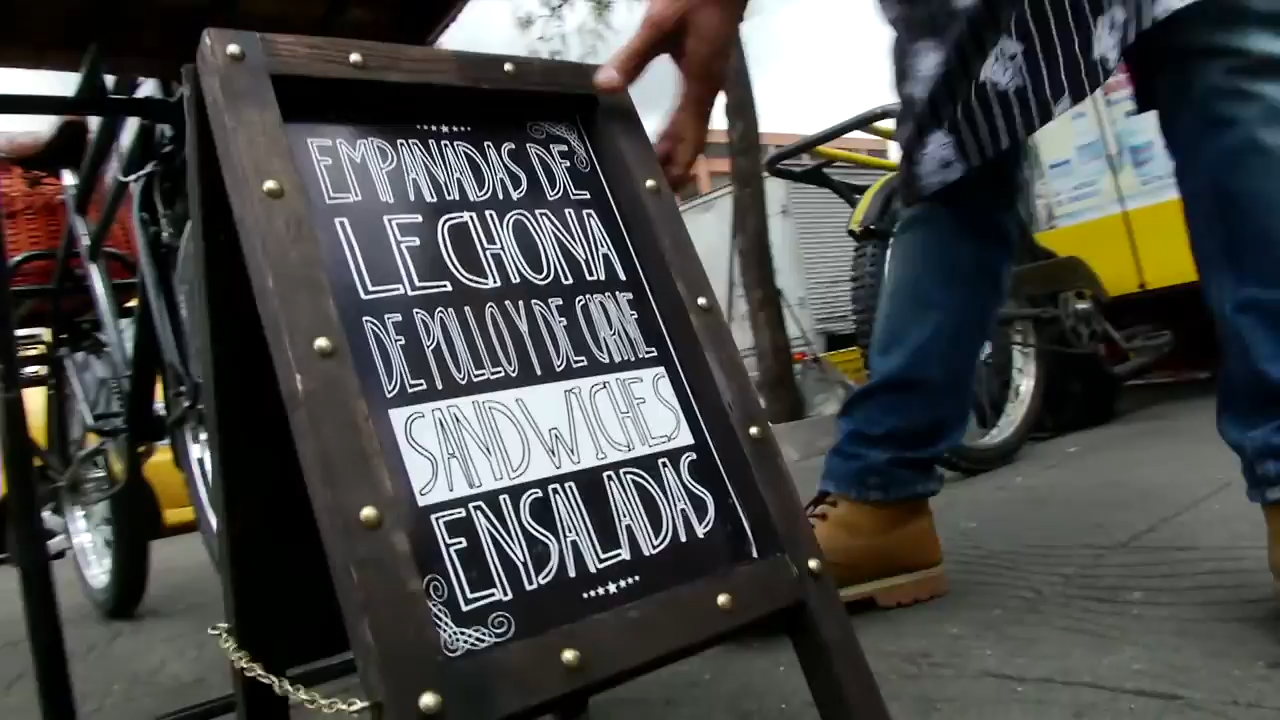 EMPANADAS DE
LECHONA
DE POLLO Y DE CARNE
SANDWICHES
ENSALADAS